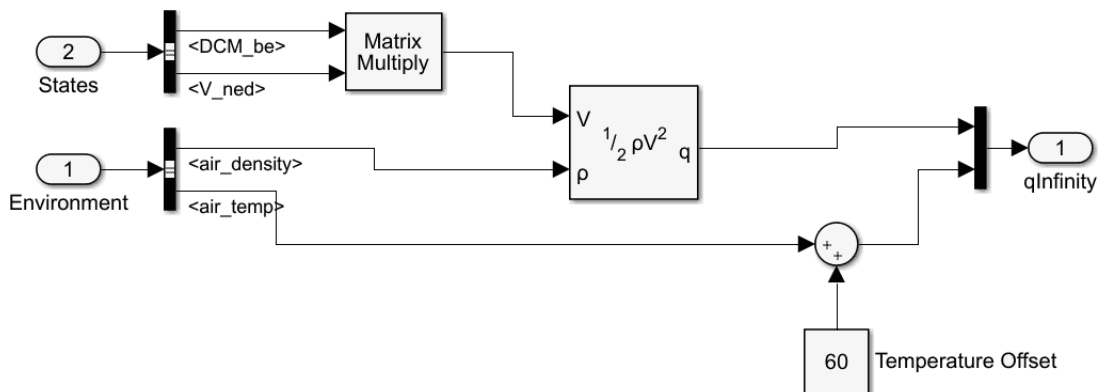 2
States
<DCM_be>
<V_ned>
Matrix
Multiply
1
Environment
<air_density>
<air_temp>
V
ρ
1/2 ρV²
q
+
+
60
Temperature Offset
1
qInfinity